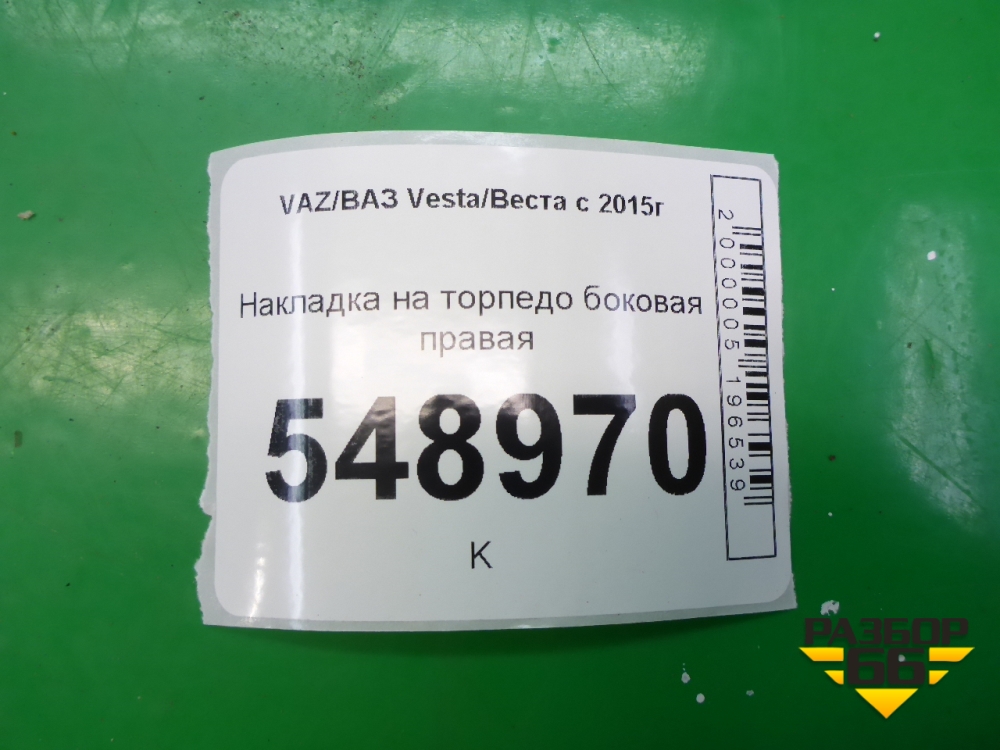 VAZ/ВАЗ Vesta/Веста с 2015г
Накладка на торпедо боковая
правая
548970
К
2000005196539
РАЗБОР
66